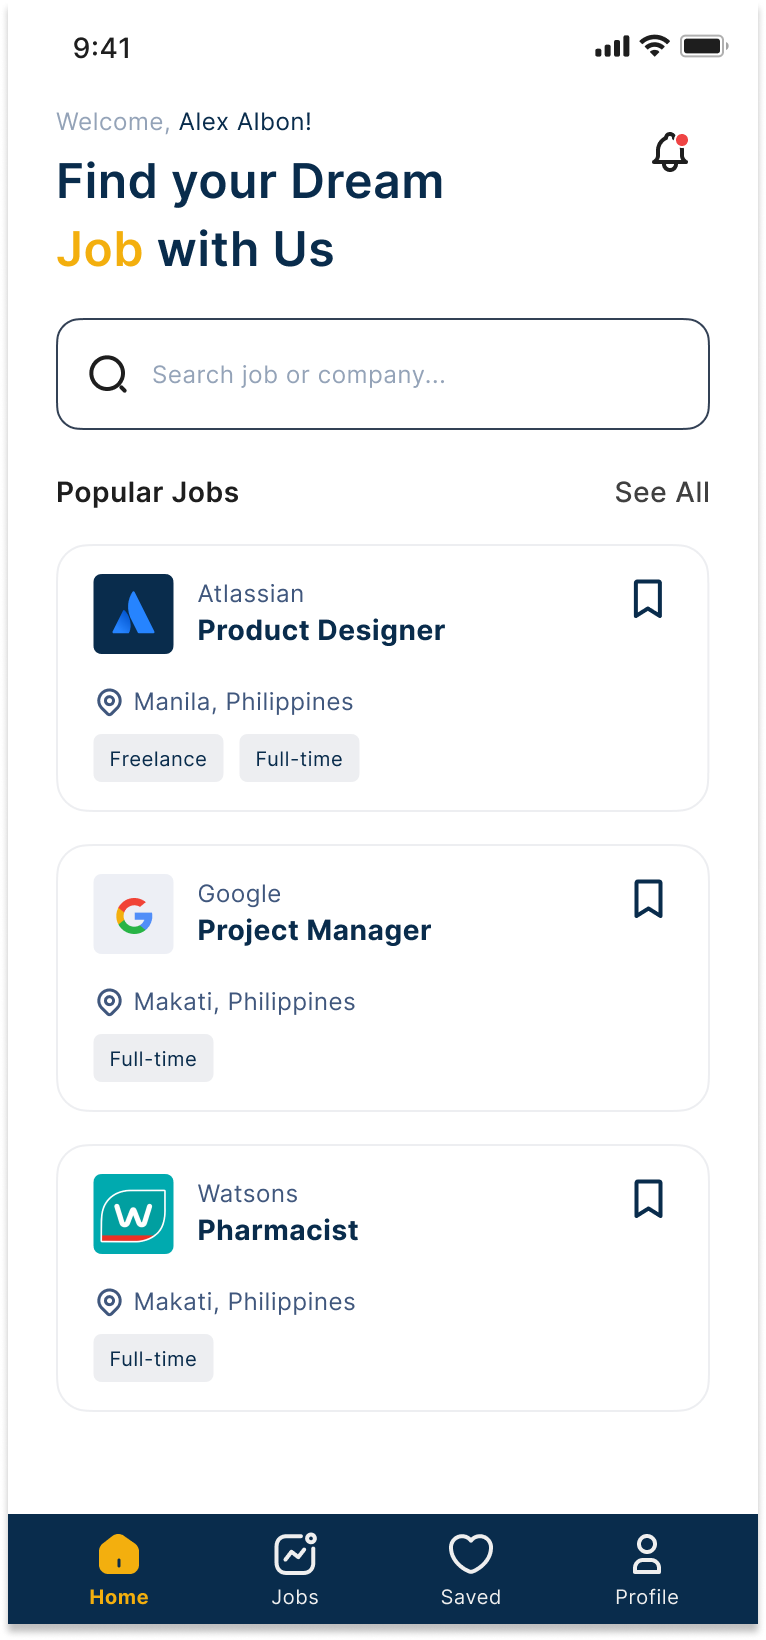 9:41
Welcome, Alex Albon!
Find your Dream
Job with Us
Search job or company...
Popular Jobs See All
Atlassian
Product Designer
Manila, Philippines
Freelance Full-time
Google
Project Manager
Makati, Philippines
Full-time
W
Watsons
Pharmacist
Makati, Philippines
Full-time
Home Jobs Saved Profile